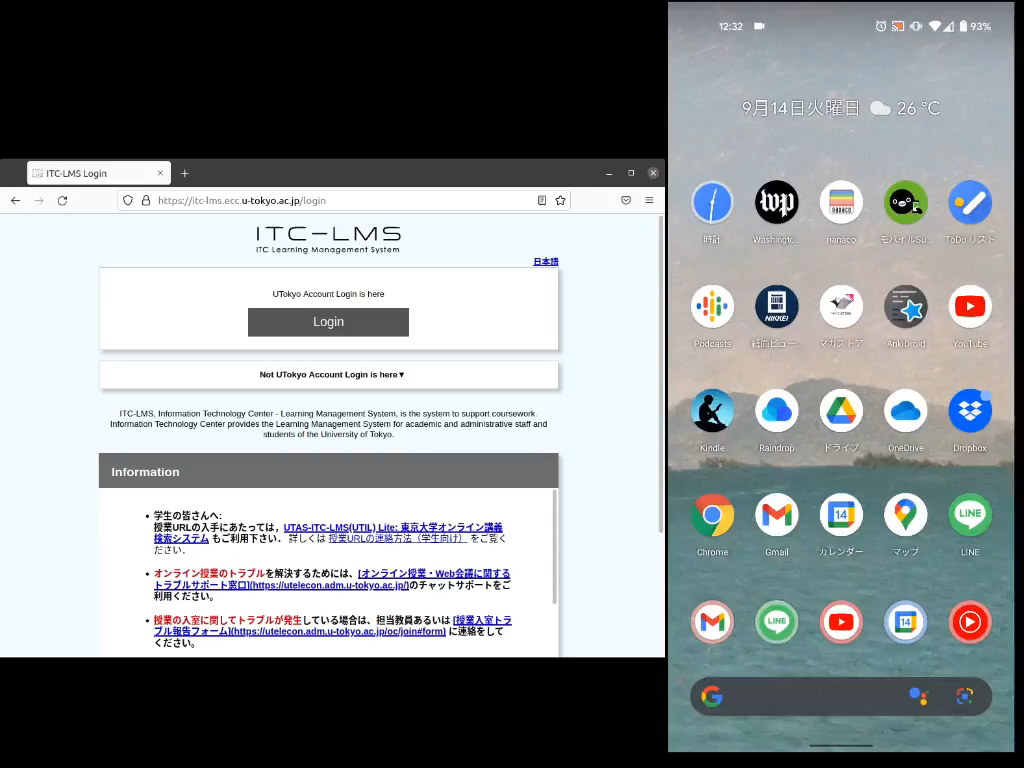 ITC-LMS Login
https://itc-lms.ecc.u-tokyo.ac.jp/login
ITC-LMS
ITC Learning Management System
日本語
UTokyo Account Login is here
Login
Not UTokyo Account Login is here▼
ITC-LMS, Information Technology Center - Learning Management System, is the system to support coursework.
Information Technology Center provides the Learning Management System for academic and administrative staff and
students of the University of Tokyo.
Information
• 学生の皆さんへ:
授業URLの入手にあたっては，UTAS-ITC-LMS(UTIL) Lite: 東京大学オンライン講義
検索システム もご利用下さい． 詳しくは 授業URLの連絡方法（学生向け） をご覧く
ださい．
• オンライン授業のトラブルを解決するためには、[オンライン授業・Web会議に関する
トラブルサポート窓口](https://utelecon.adm.u-tokyo.ac.jp/)のチャットサポートをご
利用ください。
• 授業の入室に関してトラブルが発生している場合は、担当教員あるいは [授業入室トラ
ブル報告フォーム](https://utelecon.adm.u-tokyo.ac.jp/oc/join#form) に連絡をして
ください。
12:32
93%
9月14日火曜日 26 °C
時計 Washingto... nanaco モバイルSu... ToDo リスト
Podcasts 紙面ビュー... マガストア AnkiDroid YouTube
Kindle Raindrop ドライブ OneDrive Dropbox
Chrome Gmail カレンダー マップ LINE